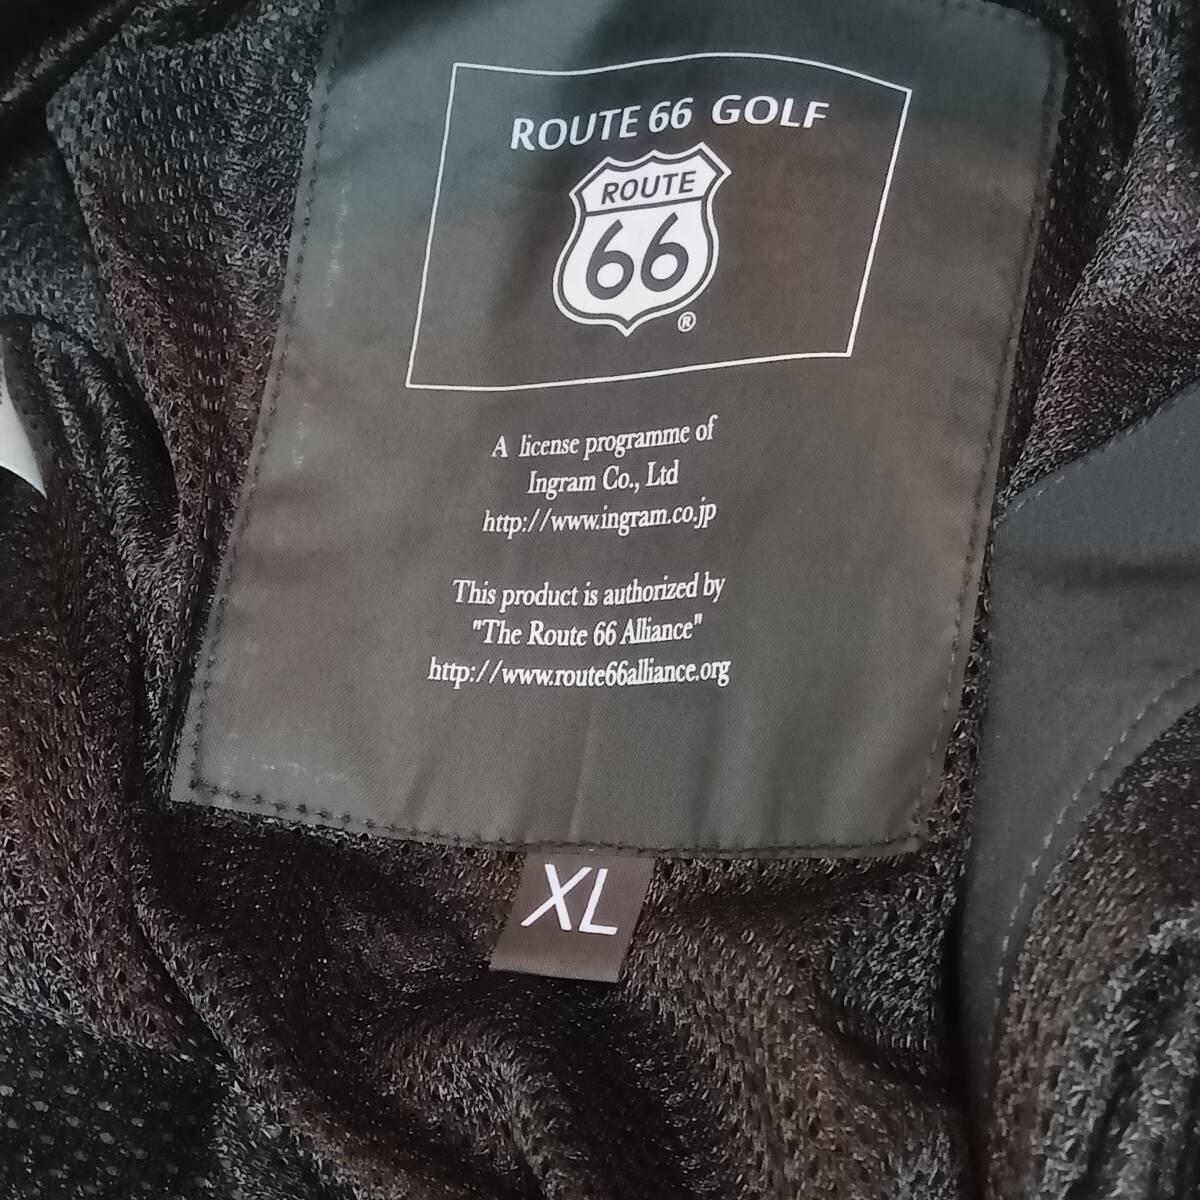 ROUTE 66 GOLF
ROUTE
66
®
A license programme of
Ingram Co., Ltd
http://www.ingram.co.jp
This product is authorized by
"The Route 66 Alliance"
http://www.route66alliance.org
XL